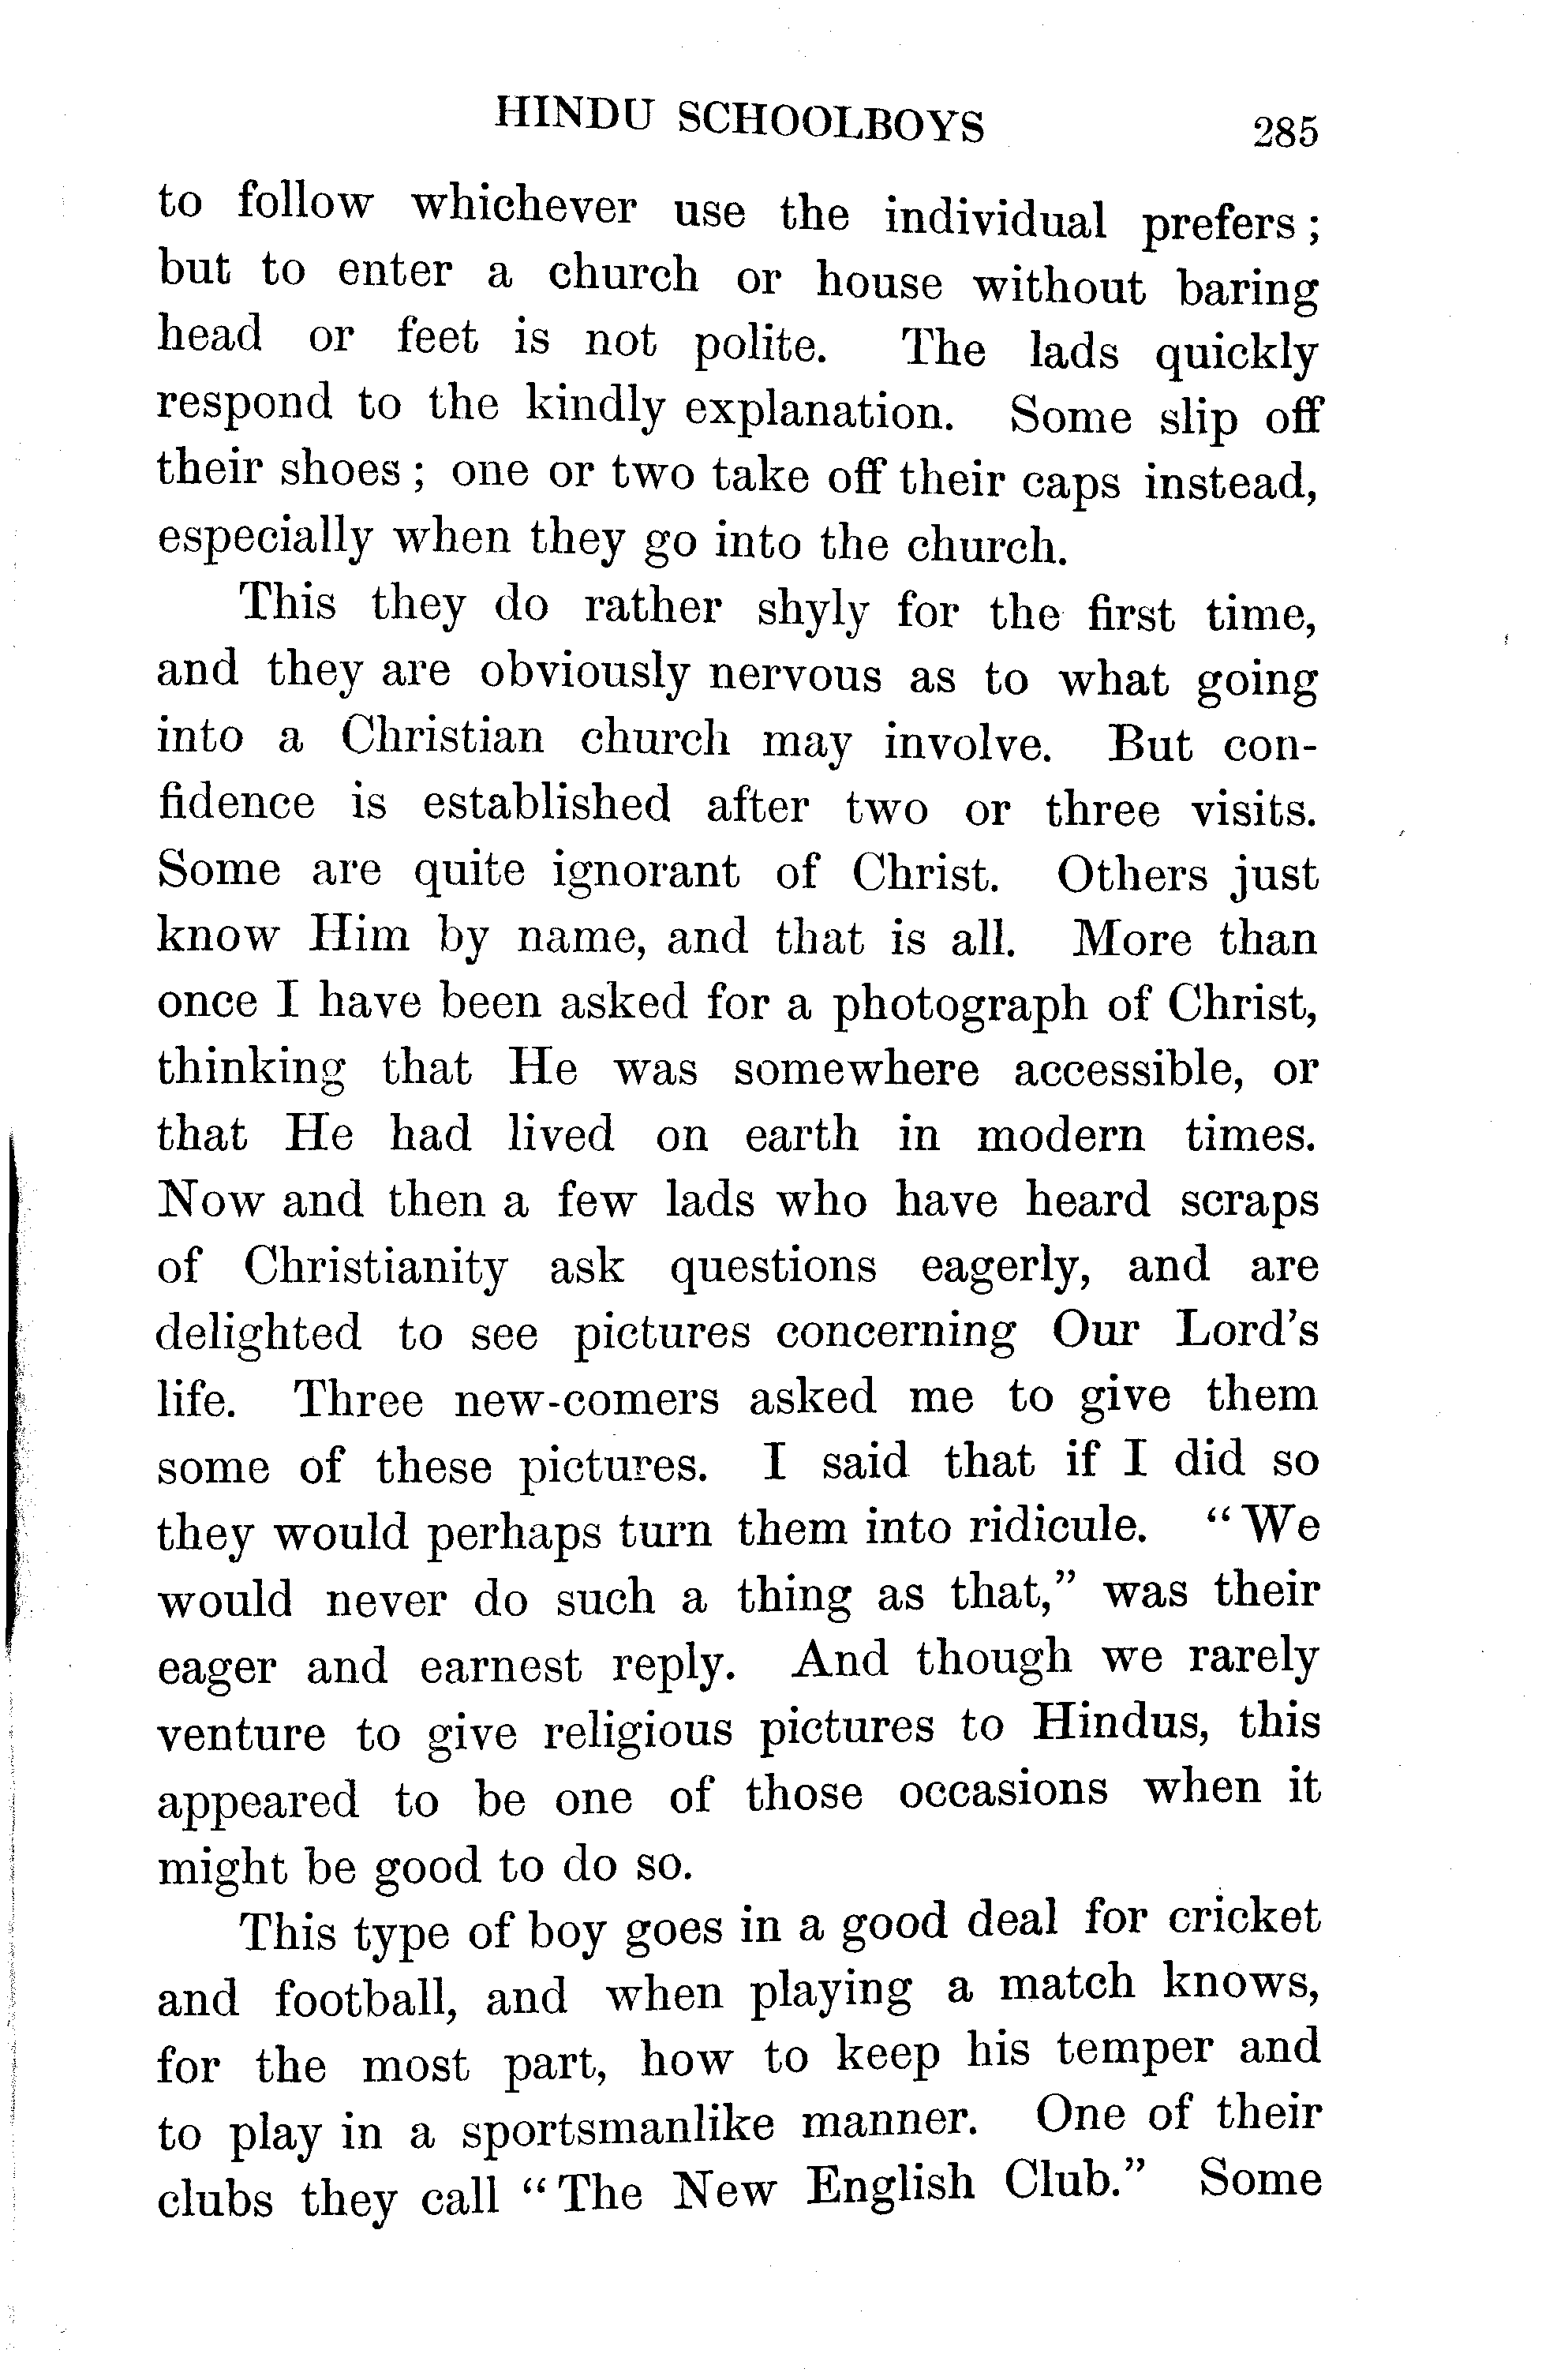 HINDU SCHOOLBOYS 285
to follow whichever use the individual prefers;
but to enter a church or house without baring
head or feet is not polite. The lads quickly
respond to the kindly explanation. Some slip off
their shoes; one or two take off their caps instead,
especially when they go into the church.
This they do rather shyly for the first time,
and they are obviously nervous as to what going
into a Christian church may involve. But con-
fidence is established after two or three visits.
Some are quite ignorant of Christ. Others just
know Him by name, and that is all. More than
once I have been asked for a photograph of Christ,
thinking that He was somewhere accessible, or
that He had lived on earth in modern times.
Now and then a few lads who have heard scraps
of Christianity ask questions eagerly, and are
delighted to see pictures concerning Our Lord's
life. Three new-comers asked me to give them
some of these pictures. I said that if I did so
they would perhaps turn them into ridicule. "We
would never do such a thing as that," was their
eager and earnest reply. And though we rarely
venture to give religious pictures to Hindus, this
appeared to be one of those occasions when it
might be good to do so.
This type of boy goes in a good deal for cricket
and football, and when playing a match knows,
for the most part, how to keep his temper and
to play in a sportsmanlike manner. One of their
clubs they call "The New English Club." Some